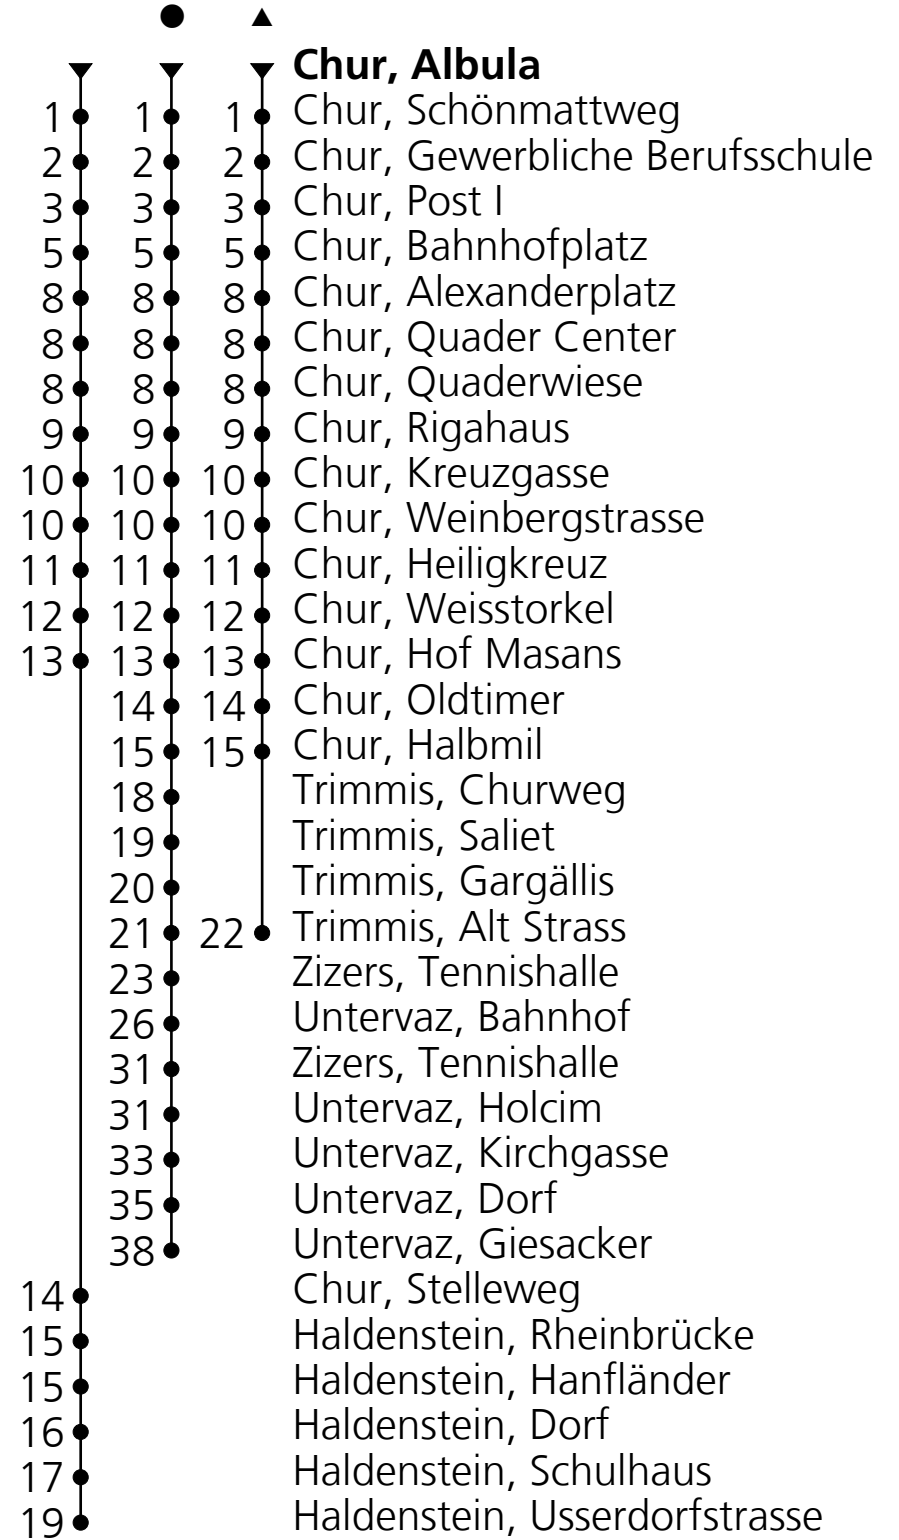 ● ▲
Chur, Albula
1 1 1 Chur, Schönmattweg
2 2 2 Chur, Gewerbliche Berufsschule
3 3 3 Chur, Post I
5 5 5 Chur, Bahnhofplatz
8 8 8 Chur, Alexanderplatz
8 8 8 Chur, Quader Center
8 8 8 Chur, Quaderwiese
9 9 9 Chur, Rigahaus
10 10 10 Chur, Kreuzgasse
10 10 10 Chur, Weinbergstrasse
11 11 11 Chur, Heiligkreuz
12 12 12 Chur, Weisstorkel
13 13 13 Chur, Hof Masans
14 14 Chur, Oldtimer
15 15 Chur, Halbmil
18 Trimmis, Churweg
19 Trimmis, Saliet
20 Trimmis, Gargällis
21 22 Trimmis, Alt Strass
23 Zizers, Tennishalle
26 Untervaz, Bahnhof
31 Zizers, Tennishalle
31 Untervaz, Holcim
33 Untervaz, Kirchgasse
35 Untervaz, Dorf
38 Untervaz, Giesacker
14 Chur, Stelleweg
15 Haldenstein, Rheinbrücke
15 Haldenstein, Hanfländer
16 Haldenstein, Dorf
17 Haldenstein, Schulhaus
19 Haldenstein, Usserdorfstrasse